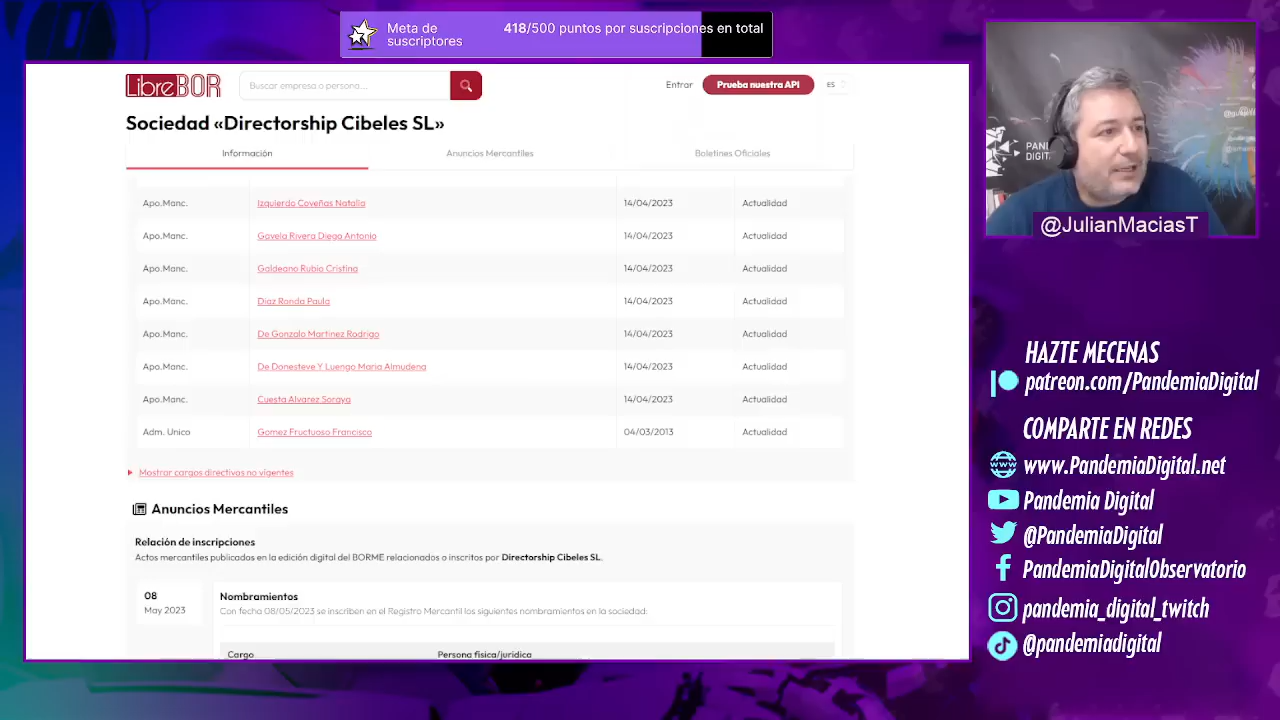 Meta de
suscriptores
418/500 puntos por suscripciones en total
LibreBOR
Buscar empresa o persona...
Entrar
Prueba nuestra API
ES
Sociedad «Directorship Cibeles SL»
Información
Anuncios Mercantiles
Boletines Oficiales
Apo.Manc. Izquierdo Coveñas Natalia 14/04/2023 Actualidad
Apo.Manc. Gavela Rivera Diego Antonio 14/04/2023 Actualidad
Apo.Manc. Galdeano Rubio Cristina 14/04/2023 Actualidad
Apo.Manc. Diaz Ronda Paula 14/04/2023 Actualidad
Apo.Manc. De Gonzalo Martinez Rodrigo 14/04/2023 Actualidad
Apo.Manc. De Donesteve Y Luengo Maria Almudena 14/04/2023 Actualidad
Apo.Manc. Cuesta Alvarez Soraya 14/04/2023 Actualidad
Adm. Unico Gomez Fructuoso Francisco 04/03/2013 Actualidad
Mostrar cargos directivos no vigentes
Anuncios Mercantiles
Relación de inscripciones
Actos mercantiles publicados en la edición digital del BORME relacionados o inscritos por Directorship Cibeles SL.
08
May 2023
Nombramientos
Con fecha 08/05/2023 se inscriben en el Registro Mercantil los siguientes nombramientos en la sociedad:
Cargo Persona física/jurídica
PAND
DIGIT
@JulianMaciasT
HAZTE MECENAS
patreon.com/PandemiaDigital
COMPARTE EN REDES
www.PandemiaDigital.net
Pandemia Digital
@PandemiaDigital
PandemiaDigitalObservatorio
pandemia_digital_twitch
@pandemiadigital